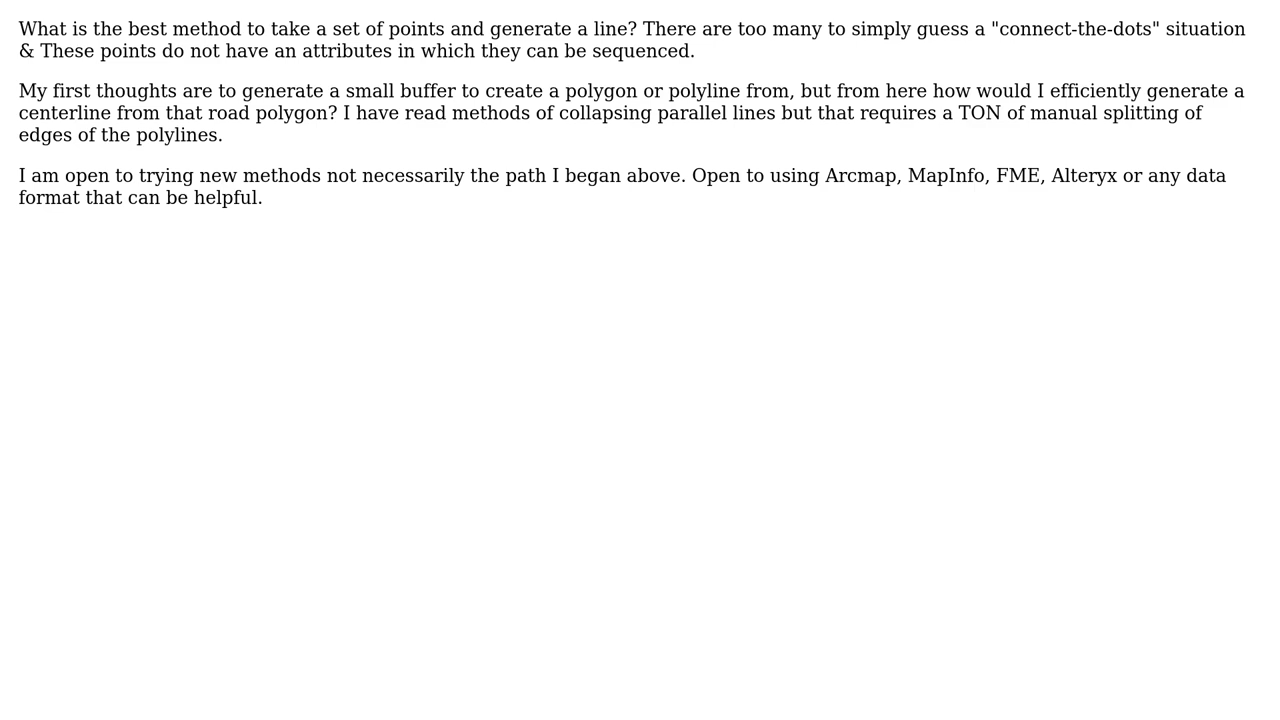 What is the best method to take a set of points and generate a line? There are too many to simply guess a "connect-the-dots" situation
& These points do not have an attributes in which they can be sequenced.
My first thoughts are to generate a small buffer to create a polygon or polyline from, but from here how would I efficiently generate a
centerline from that road polygon? I have read methods of collapsing parallel lines but that requires a TON of manual splitting of
edges of the polylines.
I am open to trying new methods not necessarily the path I began above. Open to using Arcmap, MapInfo, FME, Alteryx or any data
format that can be helpful.